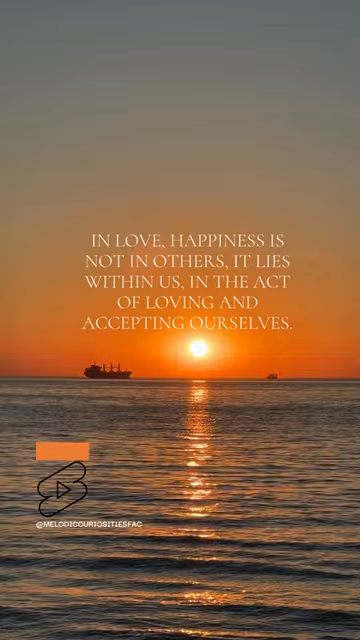 IN LOVE, HAPPINESS IS
NOT IN OTHERS, IT LIES
WITHIN US, IN THE ACT
OF LOVING AND
ACCEPTING OURSELVES.
@MELODICCURIOSITIESFAC